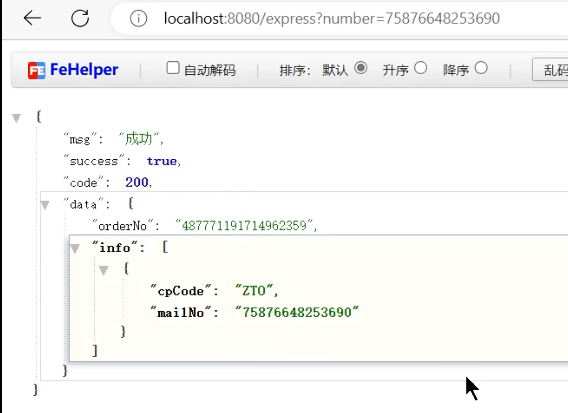 localhost:8080/express?number=75876648253690
FeHelper 自动解码 排序: 默认 升序 降序 乱码
{
"msg": "成功",
"success": true,
"code": 200,
"data": {
"orderNo": "487771191714962359",
"info": [
{
"cpCode": "ZTO",
"mailNo": "75876648253690"
}
]
}
}